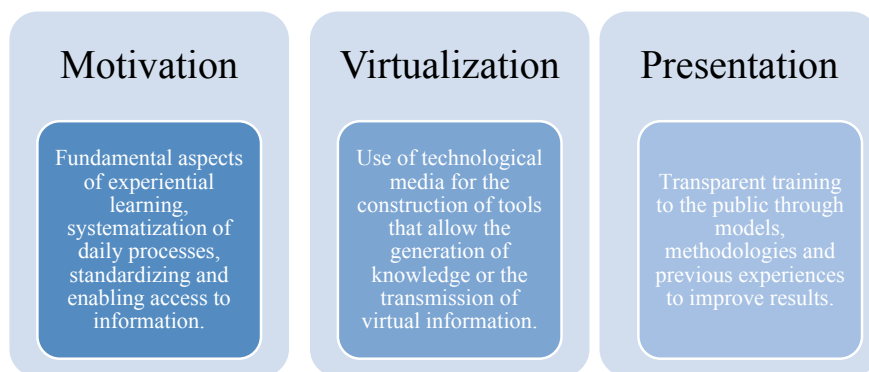 Motivation
Fundamental aspects
of experiential
learning,
systematization of
daily processes,
standardizing and
enabling access to
information.
Virtualization
Use of technological
media for the
construction of tools
that allow the
generation of
knowledge or the
transmission of
virtual information.
Presentation
Transparent training
to the public through
models,
methodologies and
previous experiences
to improve results.